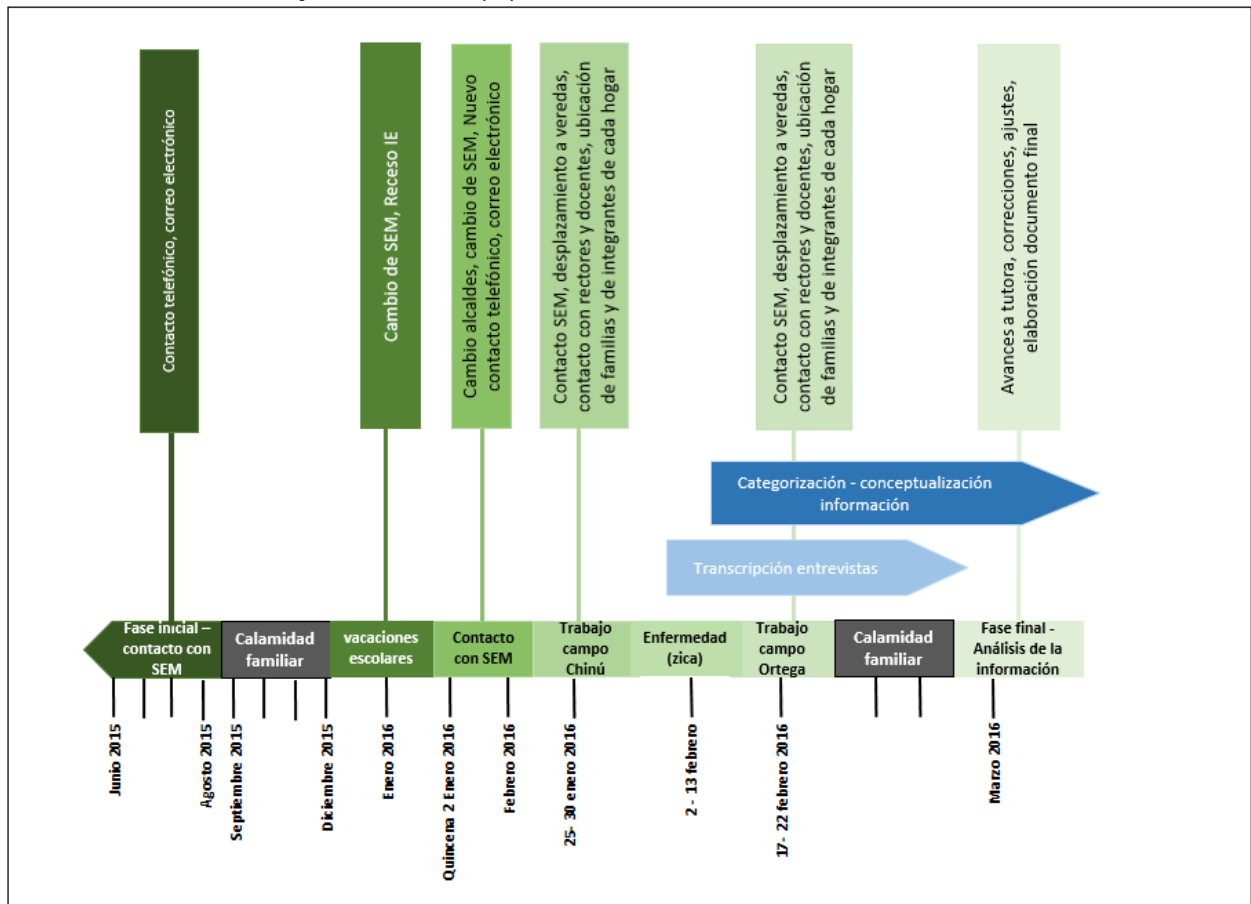 Contacto telefónico, correo electrónico
Cambio de SEM, Receso IE
Cambio alcaldes, cambio de SEM, Nuevo
contacto telefónico, correo electrónico
Contacto SEM, desplazamiento a veredas,
contacto con rectores y docentes, ubicación
de familias y de integrantes de cada hogar
Contacto SEM, desplazamiento a veredas,
contacto con rectores y docentes, ubicación
de familias y de integrantes de cada hogar
Avances a tutora, correcciones, ajustes,
elaboración documento final
Categorización - conceptualización
información
Transcripción entrevistas
Fase inicial –
contacto con
SEM
Calamidad
familiar
vacaciones
escolares
Contacto
con SEM
Trabajo
campo
Chinú
Enfermedad
(zica)
Trabajo
campo
Ortega
Calamidad
familiar
Fase final -
Análisis de la
información
Junio 2015
Agosto 2015
Septiembre 2015
Diciembre 2015
Enero 2016
Quincena 2 Enero 2016
Febrero 2016
25- 30 enero 2016
2 - 13 febrero
17- 22 febrero 2016
Marzo 2016